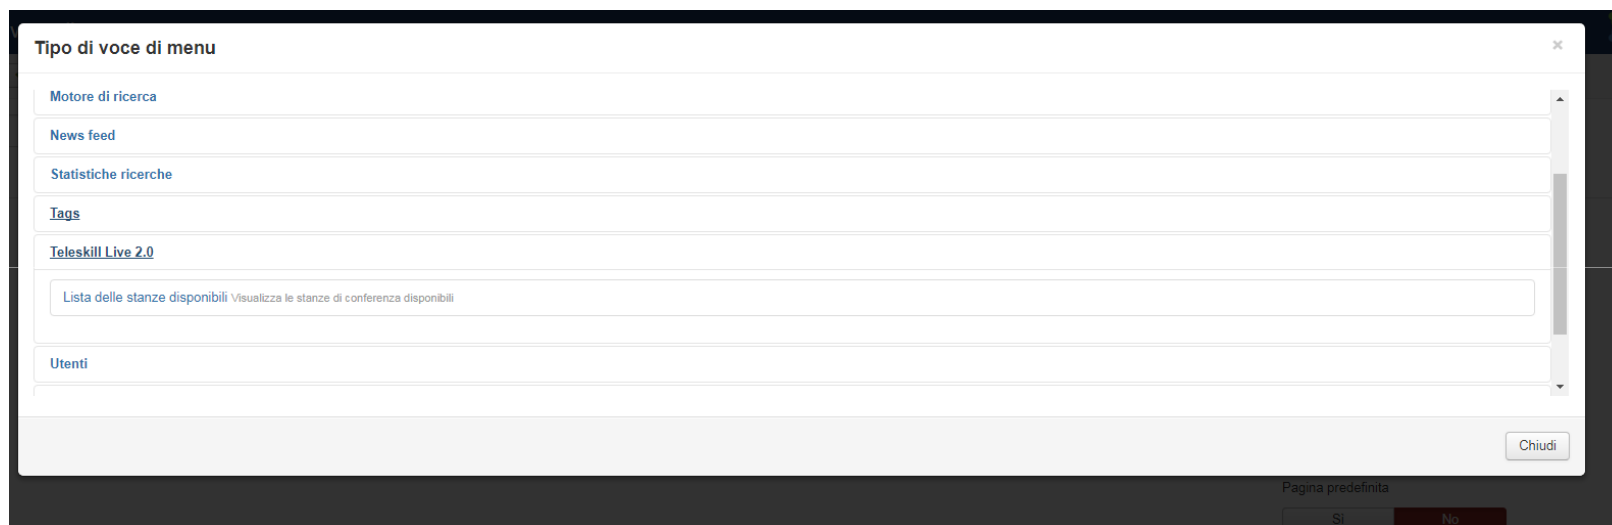 Tipo di voce di menu
×
Motore di ricerca
News feed
Statistiche ricerche
Tags
Teleskill Live 2.0
Lista delle stanze disponibili Visualizza le stanze di conferenza disponibili
Utenti
Chiudi
Pagina predefinita
Sì No